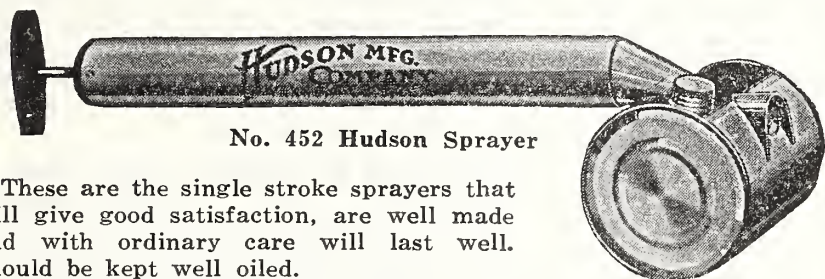 HUDSON MFG.
COMPANY
No. 452 Hudson Sprayer
These are the single stroke sprayers that
ll give good satisfaction, are well made
d with ordinary care will last well.
ould be kept well oiled.